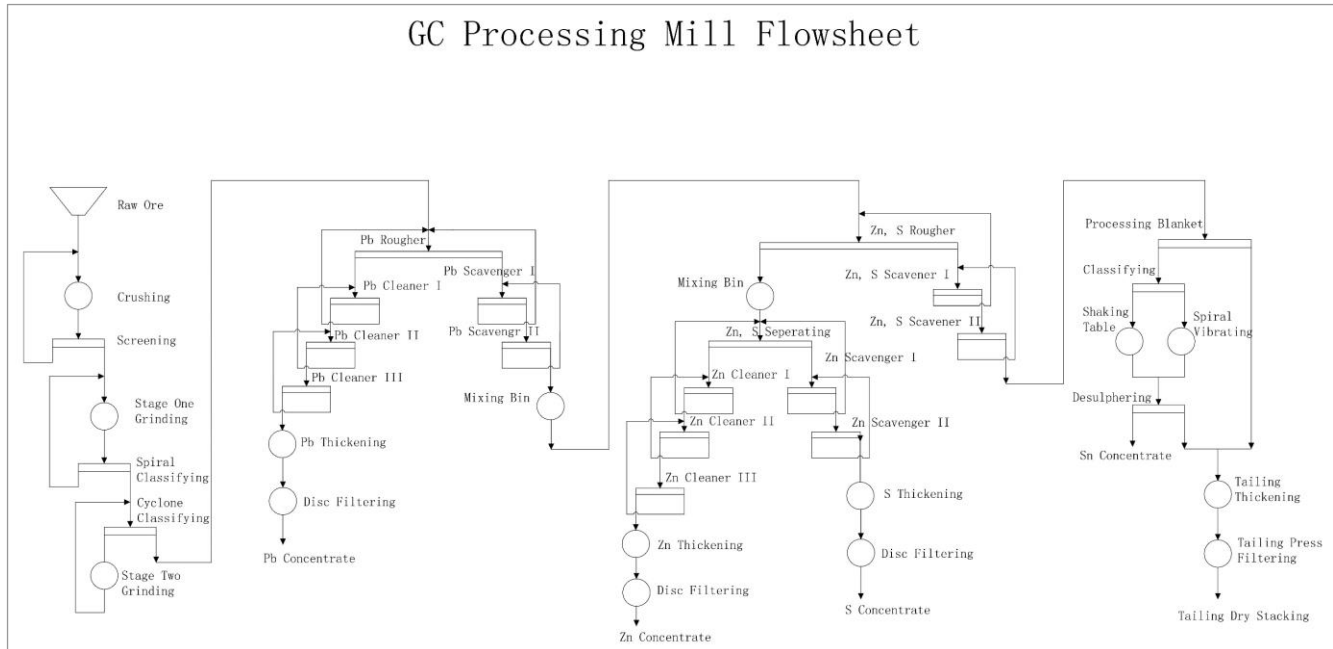 GC Processing Mill Flowsheet
Raw Ore
Crushing
Screening
Stage One
Grinding
Spiral
Classifying
Cyclone
Classifying
Stage Two
Grinding
Pb Rougher
Pb Scavenger I
Pb Cleaner I
Pb Scavengr II
Pb Cleaner II
Pb Cleaner III
Mixing Bin
Pb Thickening
Disc Filtering
Pb Concentrate
Zn, S Rougher
Mixing Bin
Zn, S Scavener I
Zn, S Scavener II
Zn, S Seperating
Zn Scavenger I
Zn Cleaner I
Zn Cleaner II
Zn Scavenger II
Zn Cleaner III
S Thickening
Zn Thickening
Disc Filtering
Disc Filtering
S Concentrate
Zn Concentrate
Processing Blanket
Classifying
Shaking
Table
Spiral
Vibrating
Desulphering
Sn Concentrate
Tailing
Thickening
Tailing Press
Filtering
Tailing Dry Stacking